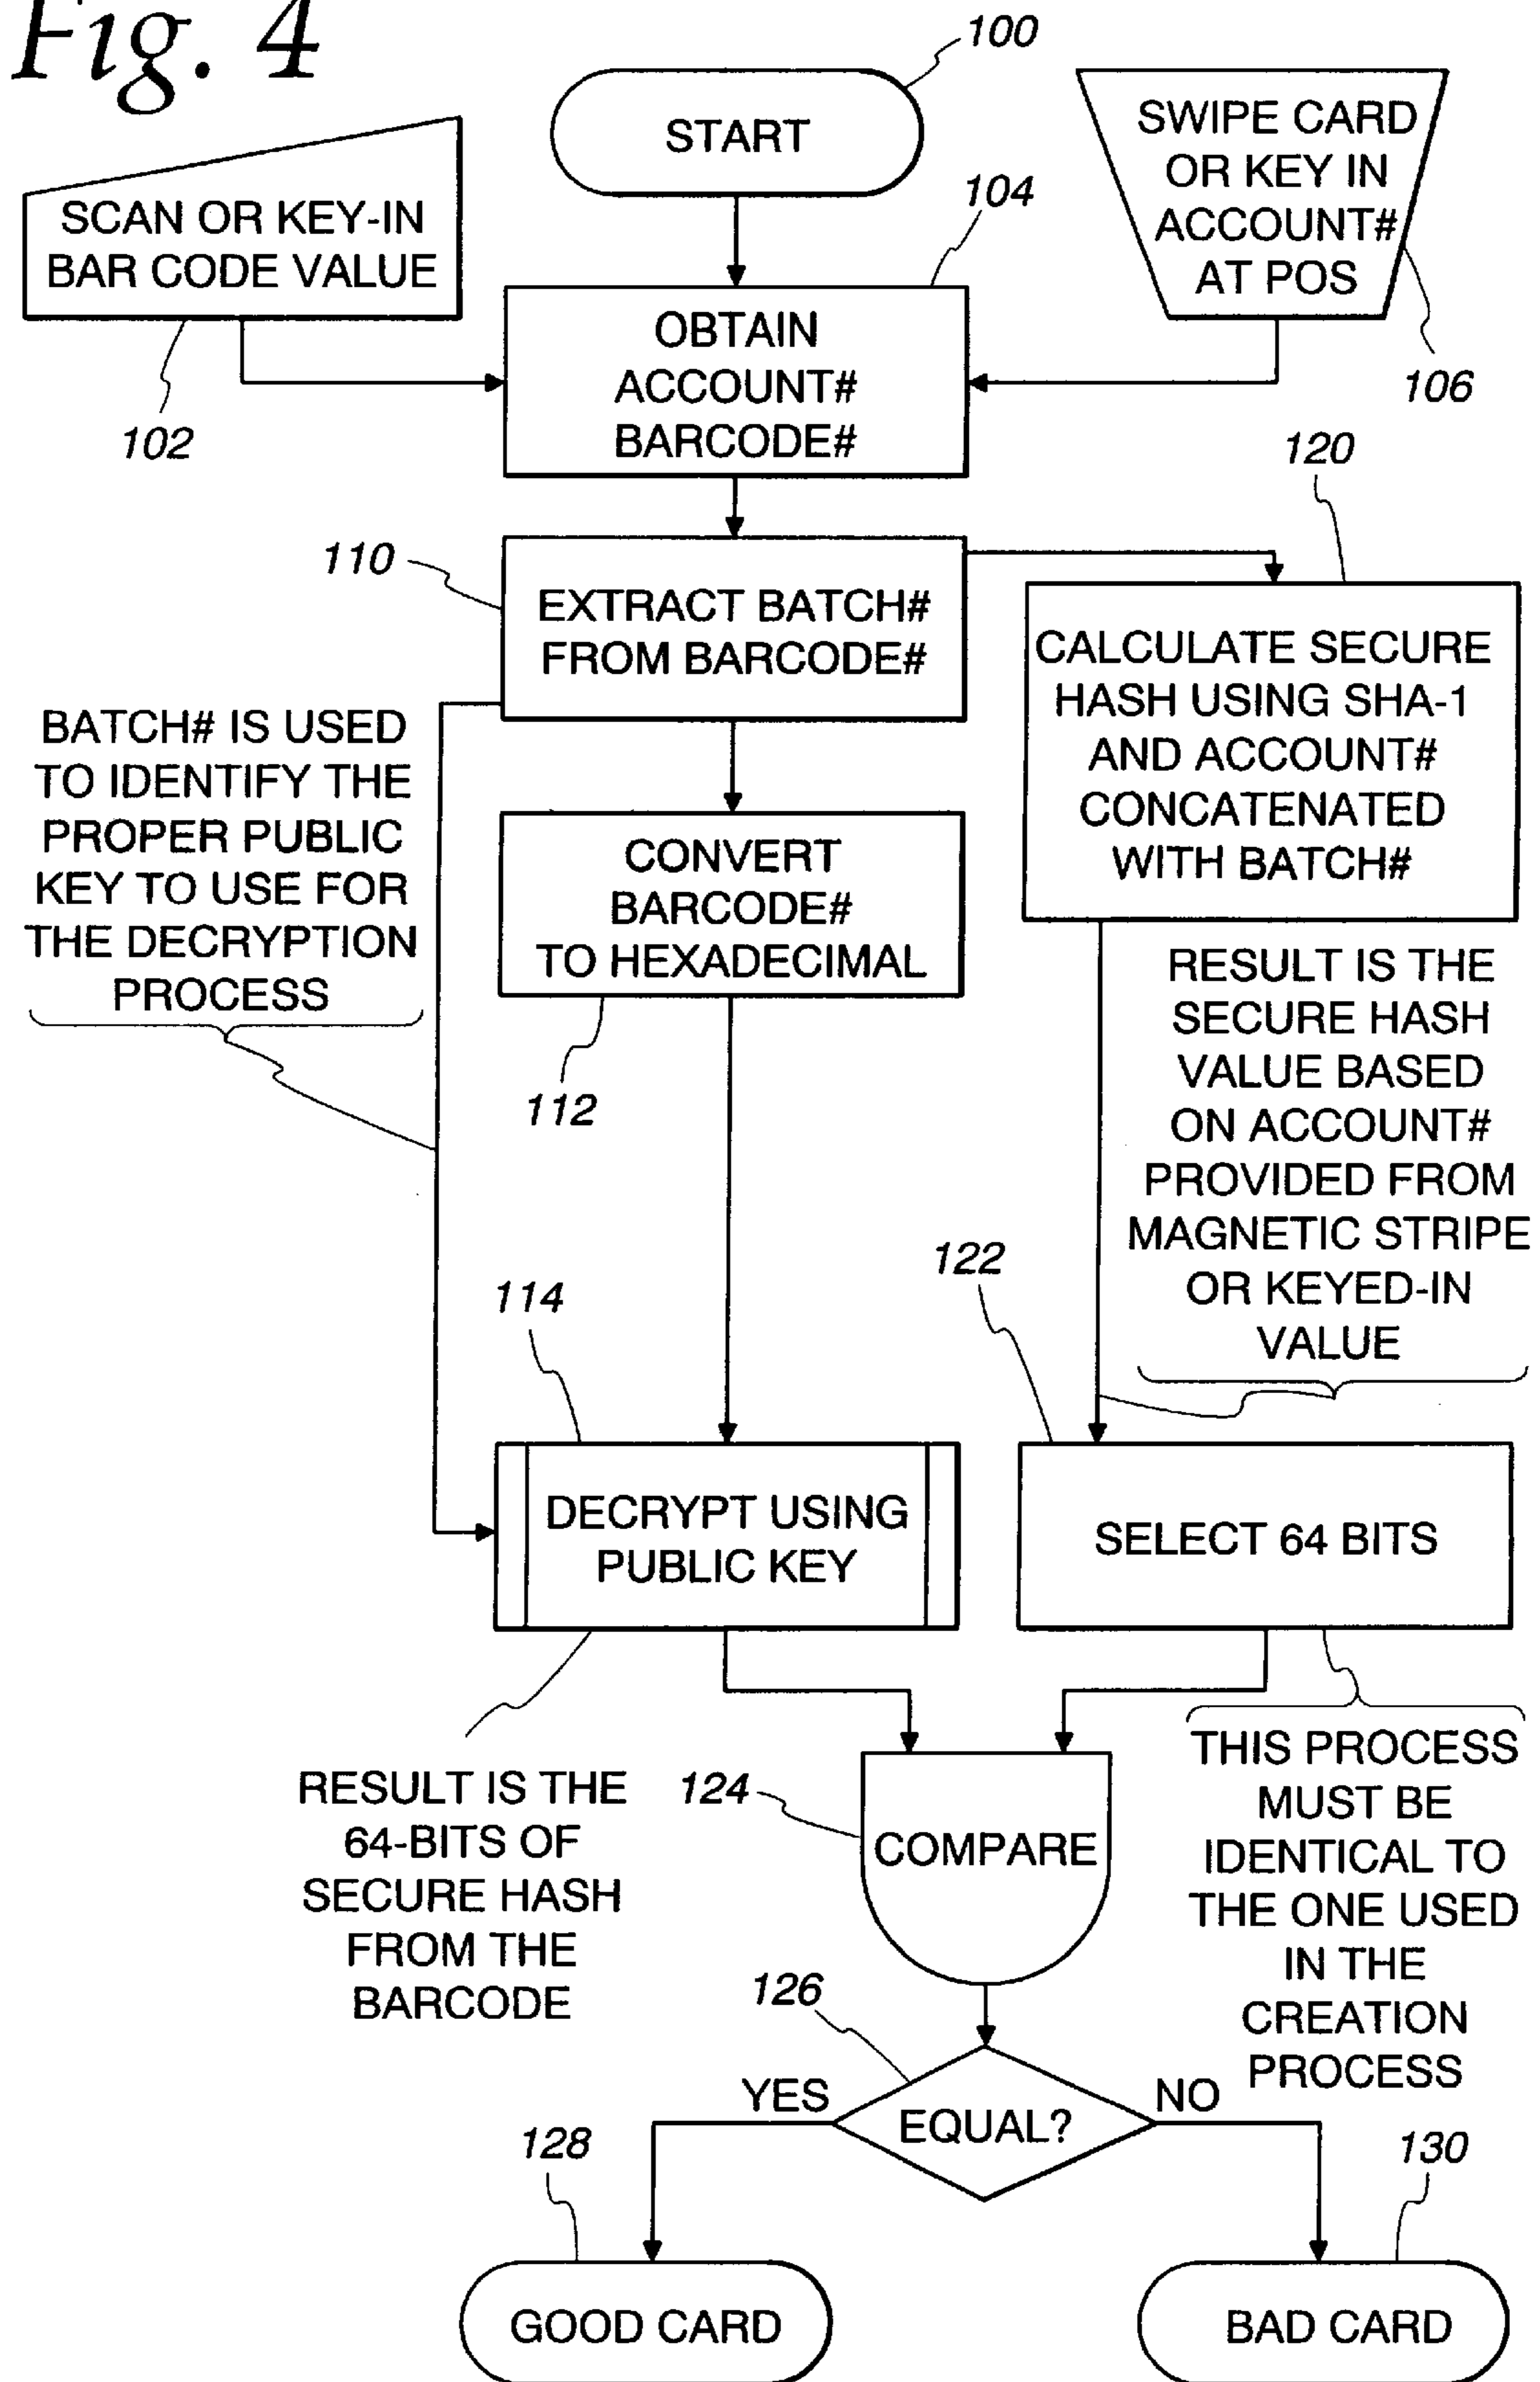 Fig. 4
100
START
SWIPE CARD
OR KEY IN
ACCOUNT#
AT POS
106
SCAN OR KEY-IN
BAR CODE VALUE
102
104
OBTAIN
ACCOUNT#
BARCODE#
110
EXTRACT BATCH#
FROM BARCODE#
120
CALCULATE SECURE
HASH USING SHA-1
AND ACCOUNT#
CONCATENATED
WITH BATCH#
BATCH# IS USED
TO IDENTIFY THE
PROPER PUBLIC
KEY TO USE FOR
THE DECRYPTION
PROCESS
CONVERT
BARCODE#
TO HEXADECIMAL
112
RESULT IS THE
SECURE HASH
VALUE BASED
ON ACCOUNT#
PROVIDED FROM
MAGNETIC STRIPE
OR KEYED-IN
VALUE
114
DECRYPT USING
PUBLIC KEY
122
SELECT 64 BITS
RESULT IS THE
64-BITS OF
SECURE HASH
FROM THE
BARCODE
124
COMPARE
THIS PROCESS
MUST BE
IDENTICAL TO
THE ONE USED
IN THE
CREATION
PROCESS
126
YES
EQUAL?
NO
128
GOOD CARD
130
BAD CARD